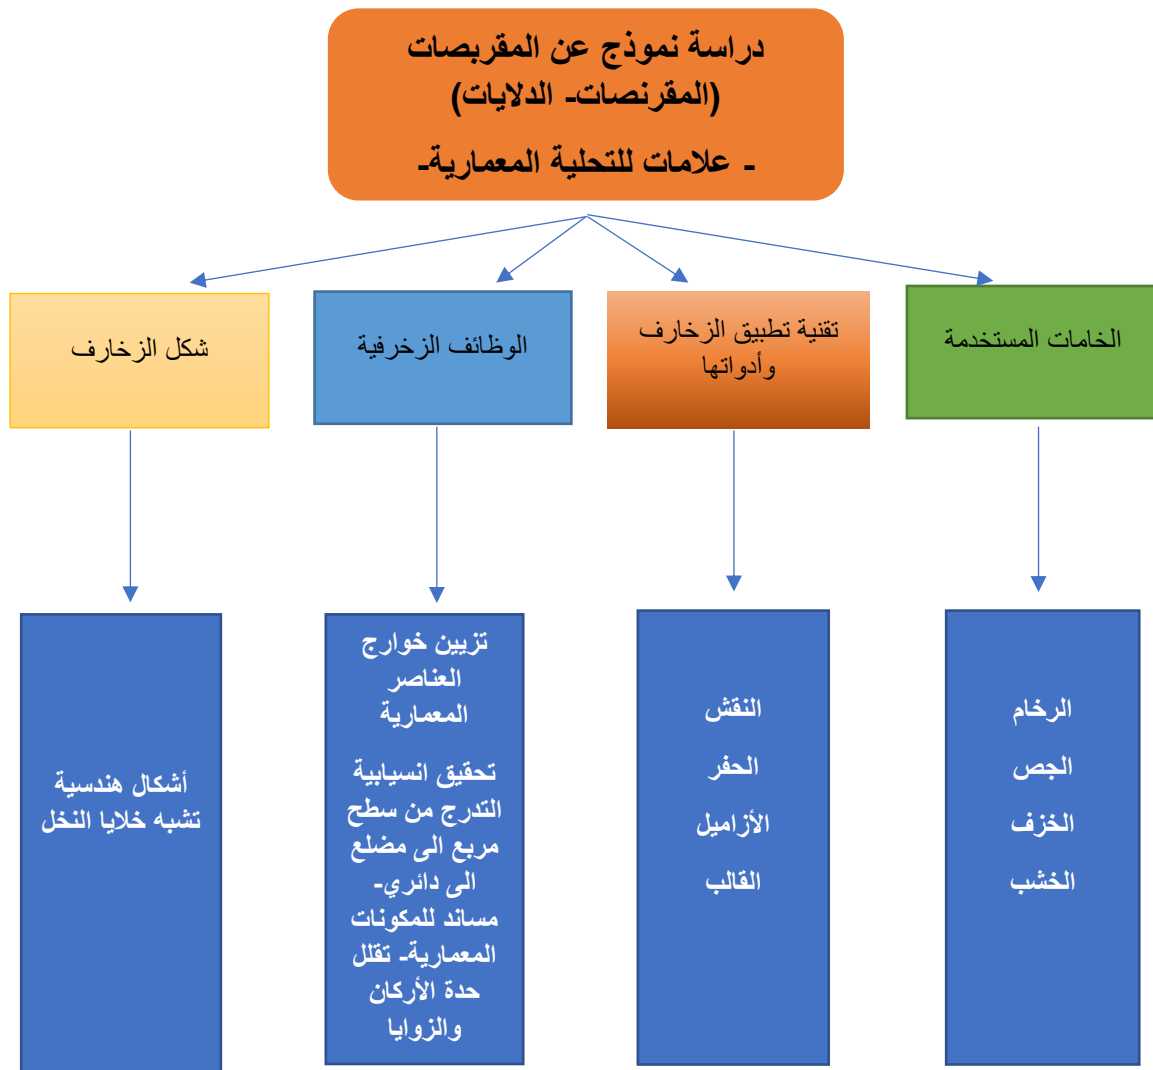 دراسة نموذج عن المقربصات
(المقرنصات- الدلايات)
- علامات للتحلية المعمارية-
الخامات المستخدمة
تقنية تطبيق الزخارف
وأدواتها
الوظائف الزخرفية
شكل الزخارف
الرخام
الجص
الخزف
الخشب
النقش
الحفر
الأزاميل
القالب
تزيين خوارج
العناصر
المعمارية
تحقيق انسيابية
التدرج من سطح
مربع الى مضلع
الى دائري-
مساند للمكونات
المعمارية- تقلل
حدة الأركان
والزوايا
أشكال هندسية
تشبه خلايا النخل